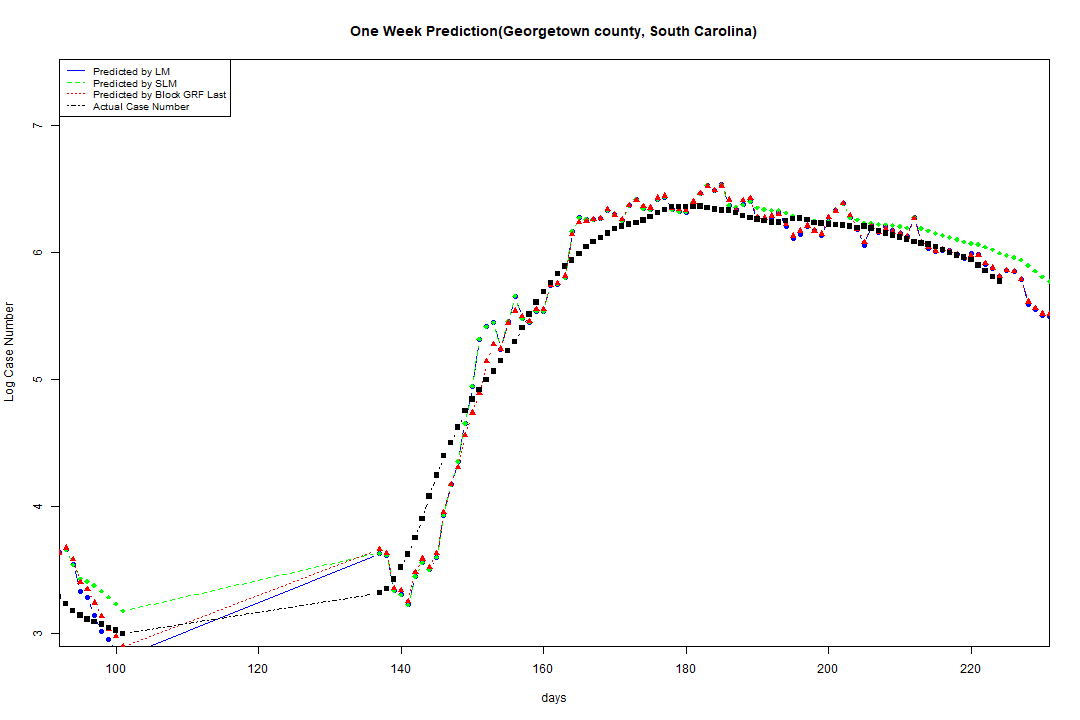 One Week Prediction(Georgetown county, South Carolina)
Predicted by LM
Predicted by SLM
Predicted by Block GRF Last
Actual Case Number
7
6
5
4
3
Log Case Number
100 120 140 160 180 200 220
days